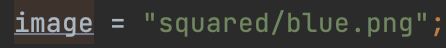 image = "squared/blue.png";